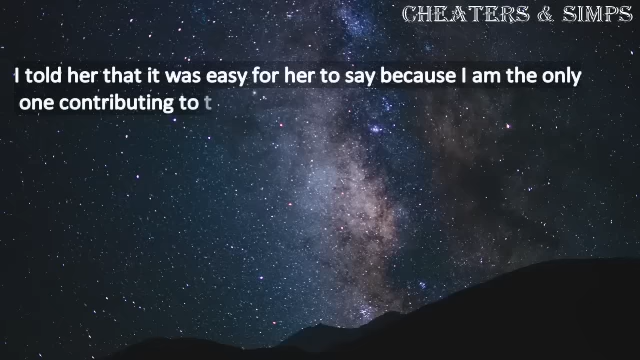 CHEATERS & SIMPS
I told her that it was easy for her to say because I am the only
one contributing to t